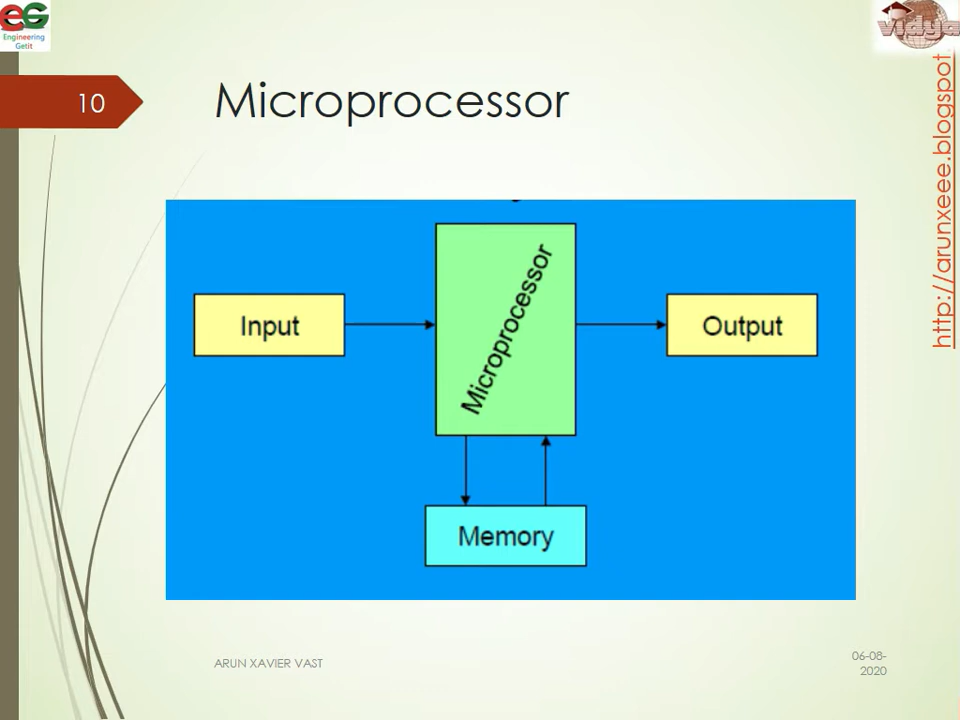 EG
Engineering
Getit
Vidya
10
Microprocessor
http://arunxeee.blogspot.
Microprocessor
Input
Output
Memory
ARUN XAVIER VAST
06-08-
2020